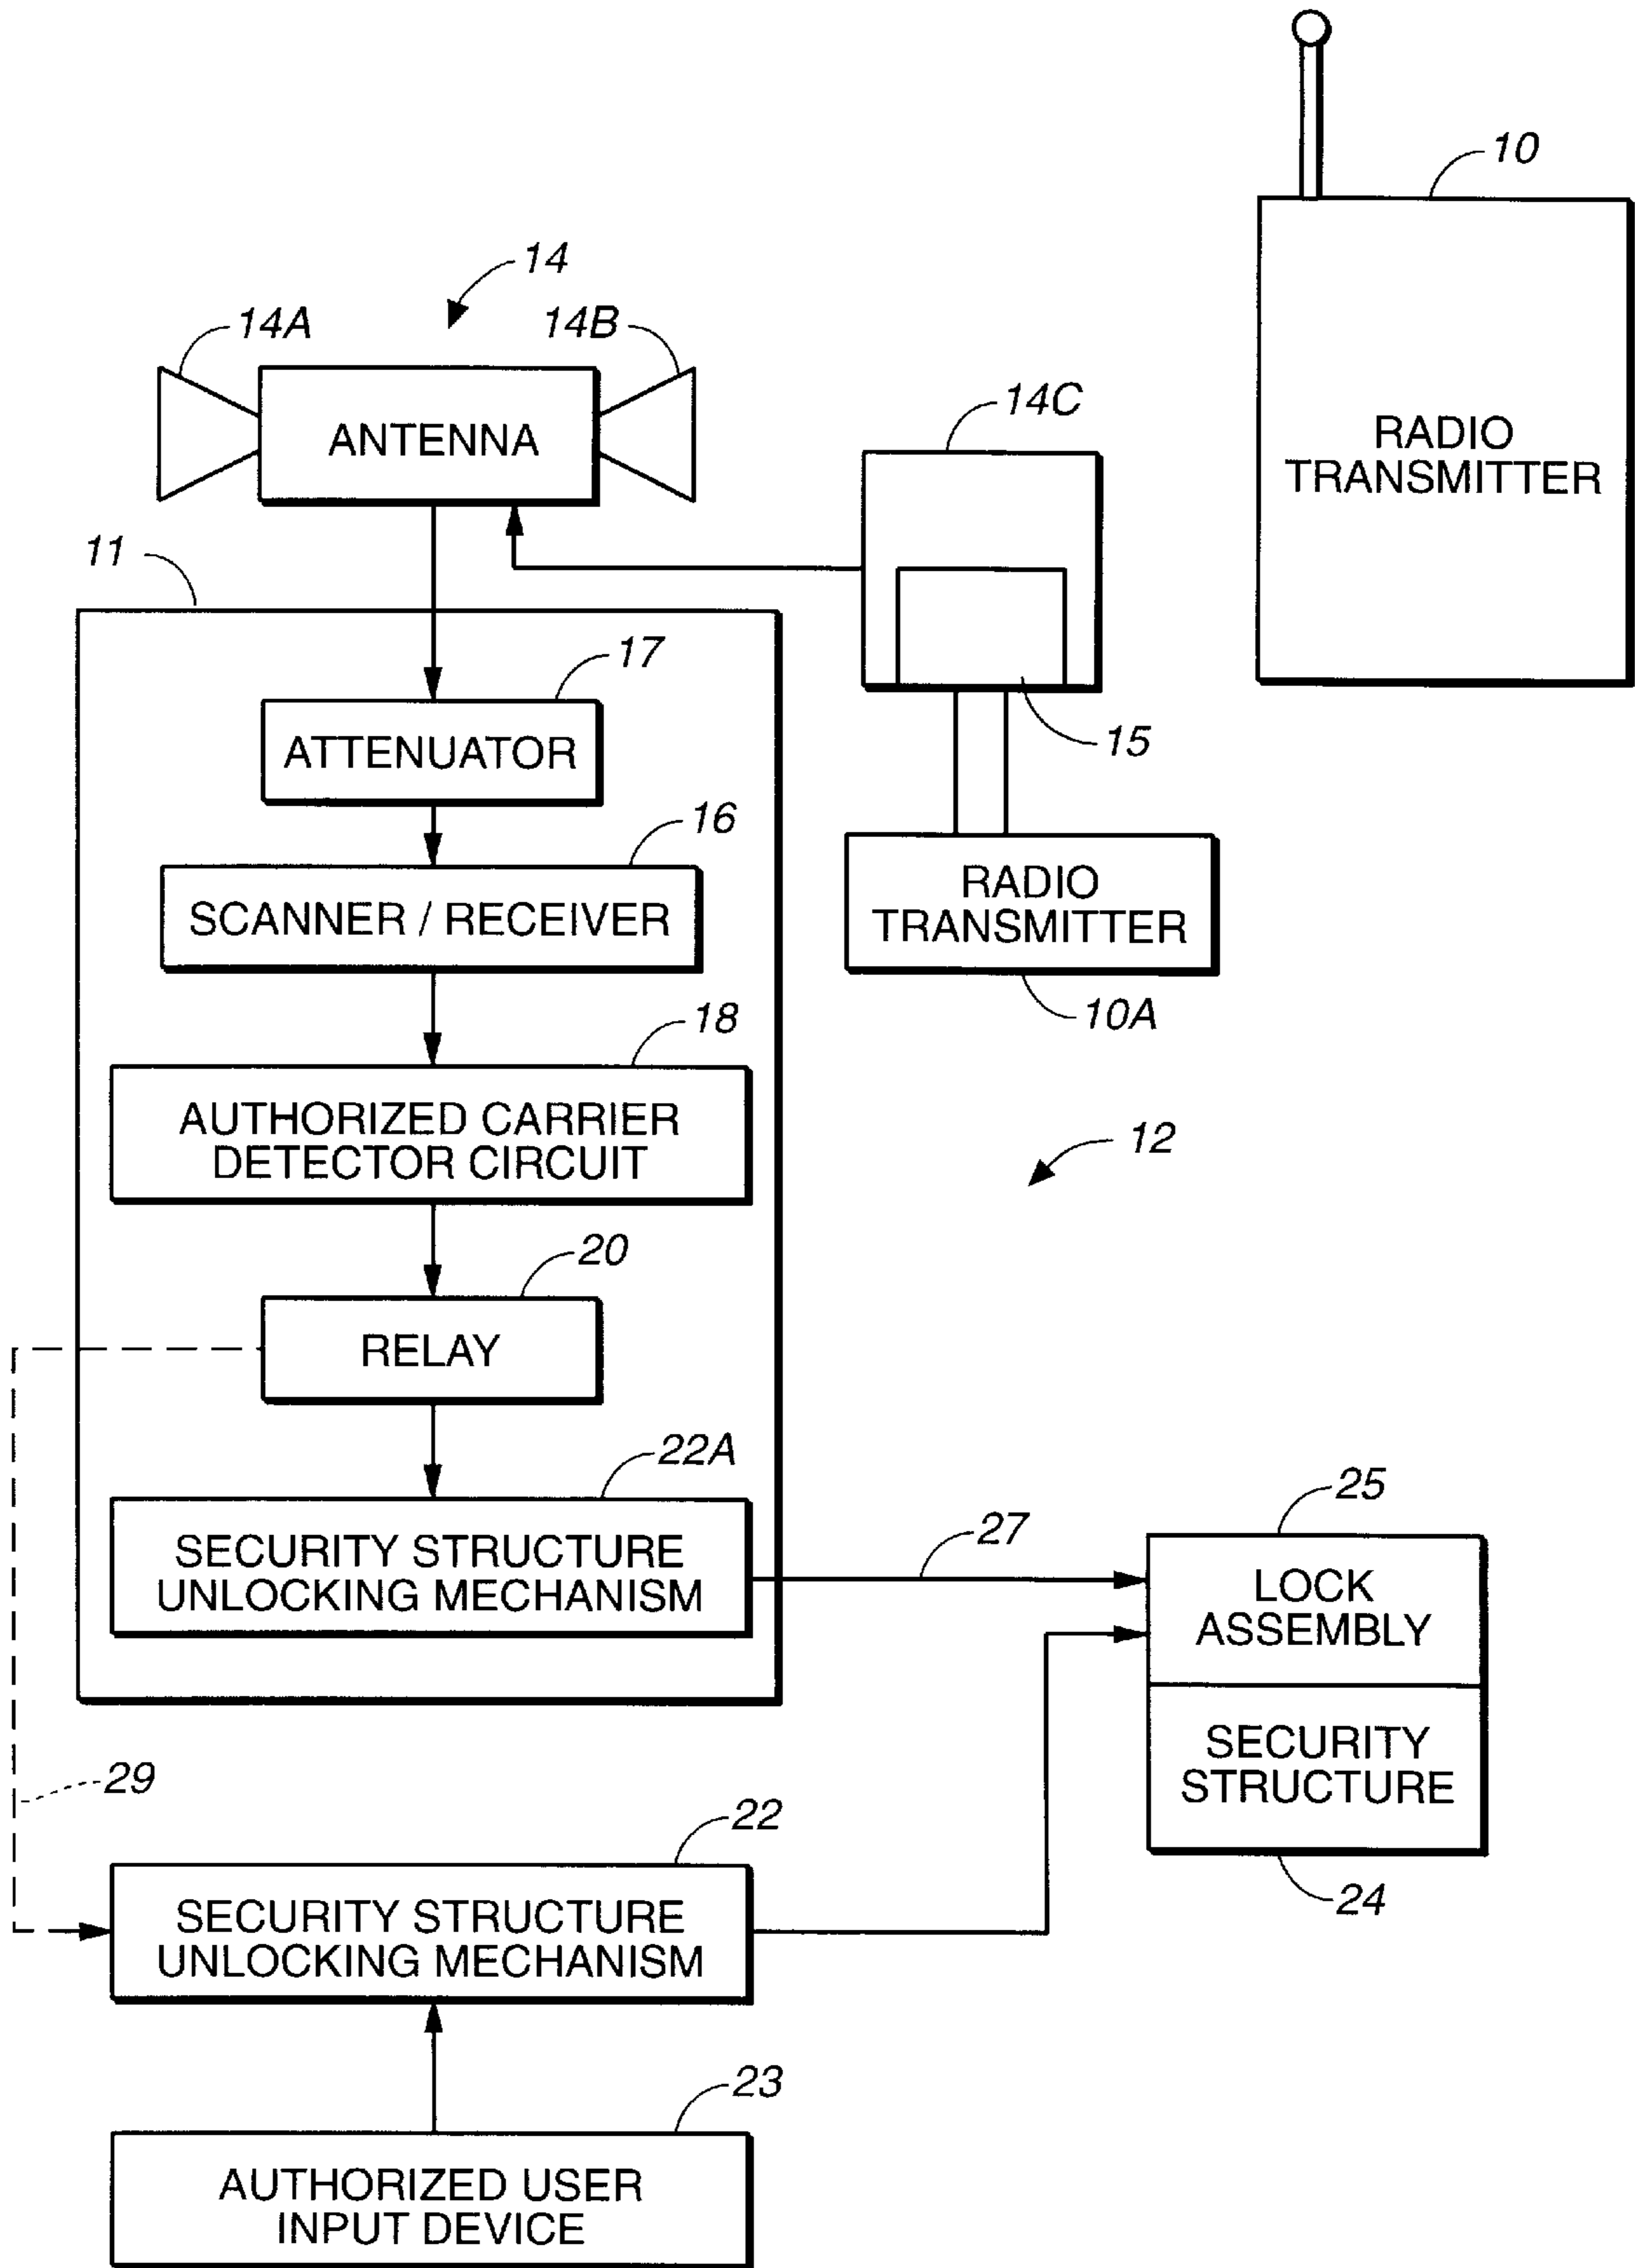 10
RADIO
TRANSMITTER
14
14A
14B
ANTENNA
14C
11
17
ATTENUATOR
15
16
SCANNER / RECEIVER
RADIO
TRANSMITTER
10A
18
AUTHORIZED CARRIER
DETECTOR CIRCUIT
12
20
RELAY
22A
SECURITY STRUCTURE
UNLOCKING MECHANISM
27
25
LOCK
ASSEMBLY
SECURITY
STRUCTURE
24
29
22
SECURITY STRUCTURE
UNLOCKING MECHANISM
23
AUTHORIZED USER
INPUT DEVICE